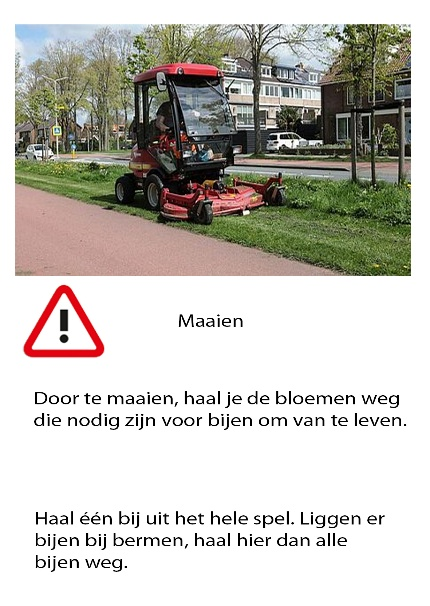 Maaien
Door te maaien, haal je de bloemen weg
die nodig zijn voor bijen om van te leven.
Haal één bij uit het hele spel. Liggen er
bijen bij bermen, haal hier dan alle
bijen weg.